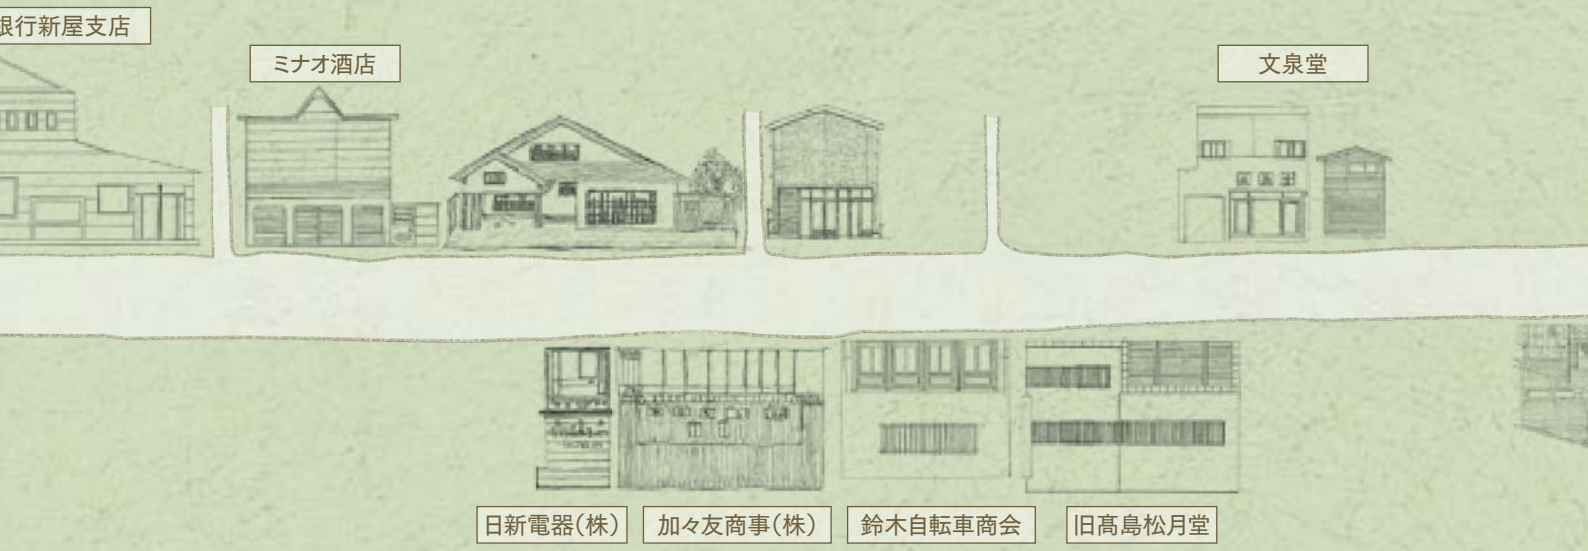 銀行新屋支店
ミナオ酒店
文泉堂
日新電器(株)
加々友商事(株)
鈴木自転車商会
旧髙島松月堂